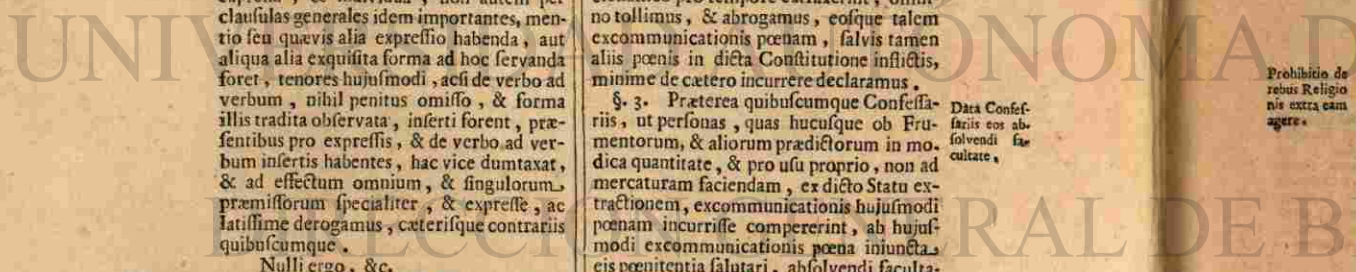 clausulas generales idem importantes, men-
tio seu quævis alia expressio habenda, aut
aliqua alia exquisita forma ad hoc servanda
foret, tenores hujusmodi, acsi de verbo ad
verbum, nihil penitus omisso, & forma
illis tradita observata, inserti forent, præ-
sentibus pro expressis, & de verbo ad ver-
bum insertis habentes, hac vice dumtaxat,
& ad effectum omnium, & singulorum
præmissorum specialiter, & expresse, ac
latissime derogamus, cæterisque contrariis
quibuscumque.
Nulli ergo, &c.
no tollimus, & abrogamus, eosque talem
excommunicationis pœnam, salvis tamen
aliis pœnis in dicta Constitutione inflictis,
minime de cætero incurrere declaramus.
§. 3. Præterea quibuscumque Confessa-
riis, ut personas, quas hucusque ob Fru-
mentorum, & aliorum prædictorum in mo-
dica quantitate, & pro usu proprio, non ad
mercaturam faciendam, ex dicto Statu ex-
tractionem, excommunicationis hujusmodi
pœnam incurrisse compererint, ab hujus-
modi excommunicationis pœna iniuncta
eis pœnitentia salutari, absolvendi faculta-
Data Confes-
sariis eos ab-
solvendi fa-
cultate.
Prohibitio de
rebus Religio
nis extra eam
agere.